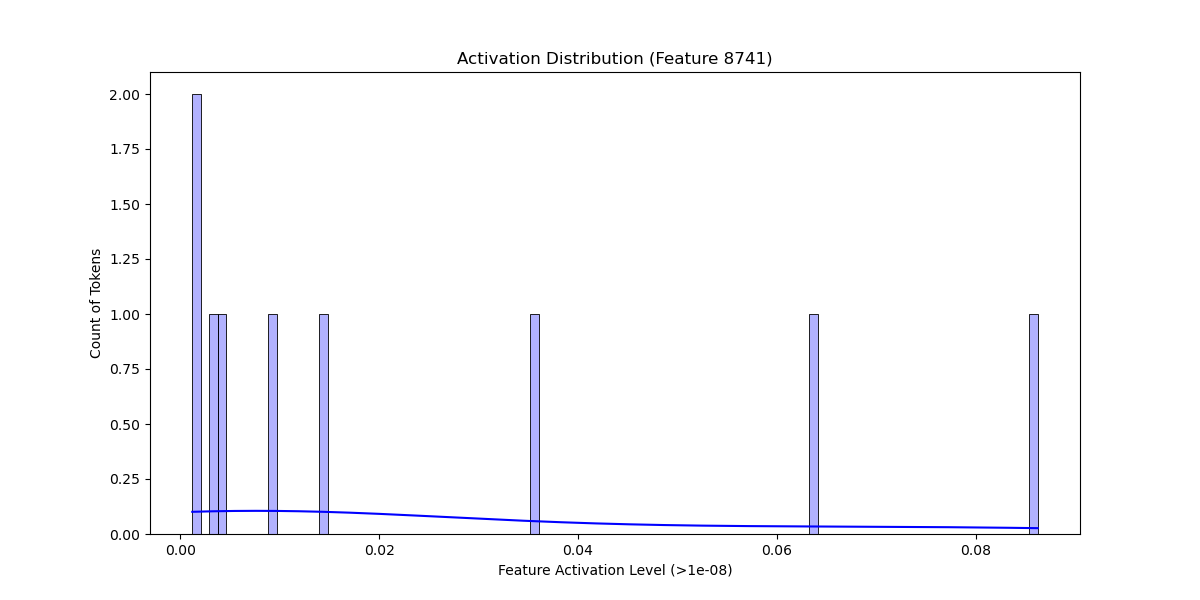 Activation Distribution (Feature 8741)
Count of Tokens
2.00
1.75
1.50
1.25
1.00
0.75
0.50
0.25
0.00
0.00 0.02 0.04 0.06 0.08
Feature Activation Level (>1e-08)